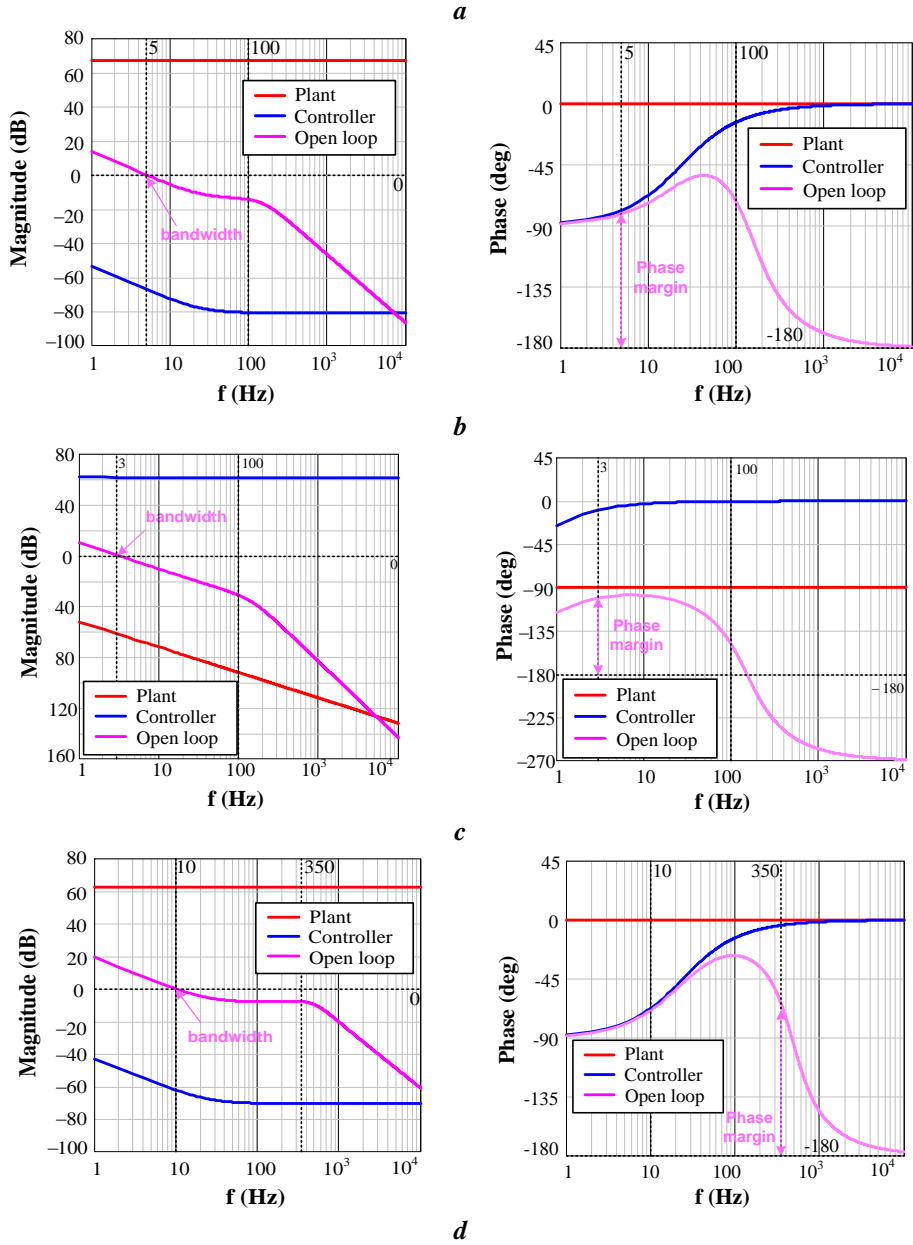 a
80
60
40
20
0
−20
−40
−60
−80
−100
5
100
Plant
Controller
Open loop
0
bandwidth
Magnitude (dB)
1
10
100
10³
10⁴
f (Hz)
45
0
-45
-90
-135
-180
5
100
Plant
Controller
Open loop
Phase margin
-180
Phase (deg)
1
10
100
10³
10⁴
f (Hz)
b
80
40
0
40
80
120
160
3
100
bandwidth
0
Plant
Controller
Open loop
Magnitude (dB)
1
10
100
10³
10⁴
f (Hz)
45
0
-45
-90
-135
-180
-225
-270
3
100
Phase margin
−180
Plant
Controller
Open loop
Phase (deg)
1
10
100
10³
10⁴
f (Hz)
c
80
60
40
20
0
−20
−40
−60
−80
−100
10
350
Plant
Controller
Open loop
0
bandwidth
Magnitude (dB)
1
10
100
10³
10⁴
f (Hz)
45
0
-45
-90
-135
-180
10
350
Plant
Controller
Open loop
Phase margin
-180
Phase (deg)
1
10
100
10³
10⁴
f (Hz)
d